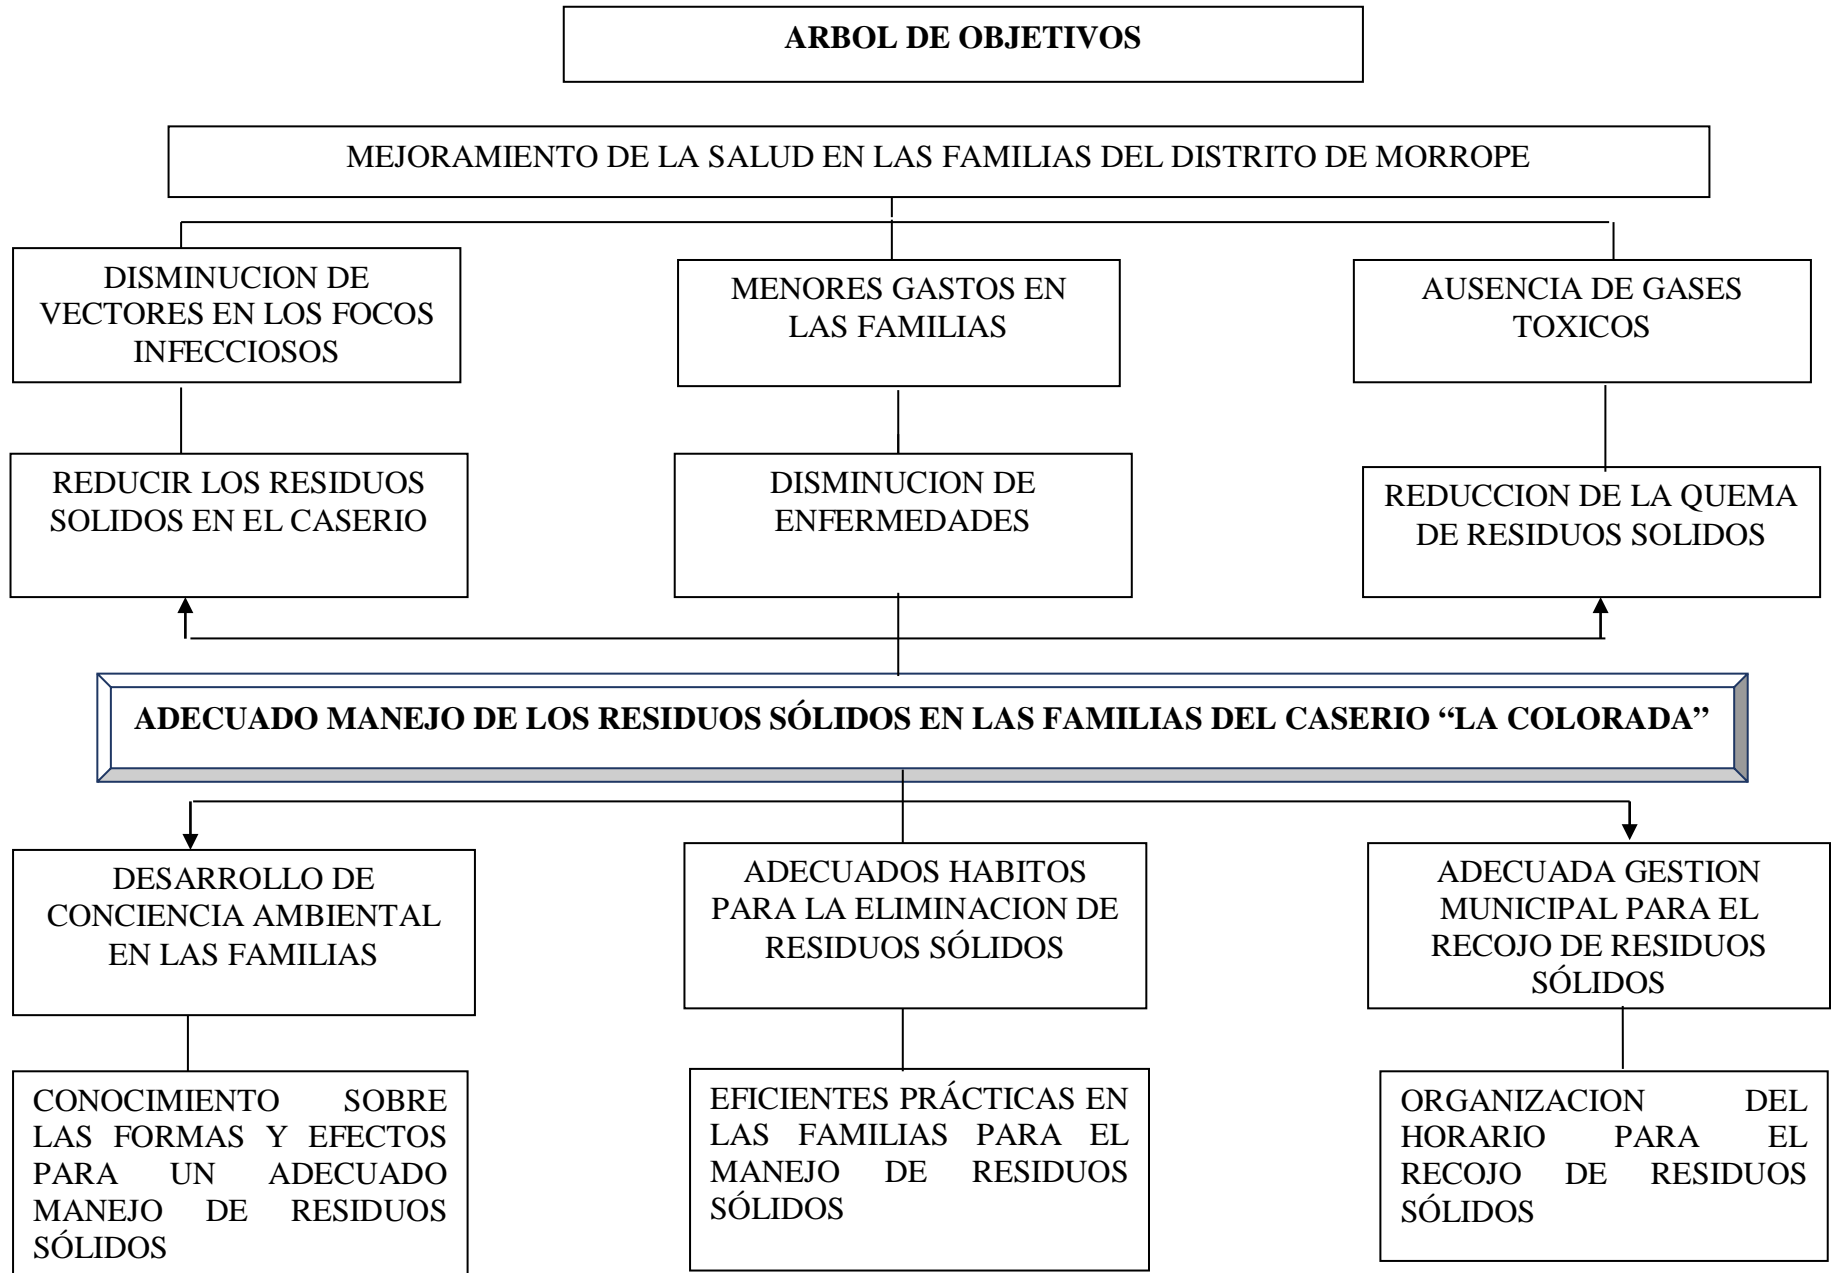 ARBOL DE OBJETIVOS
MEJORAMIENTO DE LA SALUD EN LAS FAMILIAS DEL DISTRITO DE MORROPE
DISMINUCION DE
VECTORES EN LOS FOCOS
INFECCIOSOS
MENORES GASTOS EN
LAS FAMILIAS
AUSENCIA DE GASES
TOXICOS
REDUCIR LOS RESIDUOS
SOLIDOS EN EL CASERIO
DISMINUCION DE
ENFERMEDADES
REDUCCION DE LA QUEMA
DE RESIDUOS SOLIDOS
ADECUADO MANEJO DE LOS RESIDUOS SÓLIDOS EN LAS FAMILIAS DEL CASERIO “LA COLORADA”
DESARROLLO DE
CONCIENCIA AMBIENTAL
EN LAS FAMILIAS
ADECUADOS HABITOS
PARA LA ELIMINACION DE
RESIDUOS SÓLIDOS
ADECUADA GESTION
MUNICIPAL PARA EL
RECOJO DE RESIDUOS
SÓLIDOS
CONOCIMIENTO SOBRE
LAS FORMAS Y EFECTOS
PARA UN ADECUADO
MANEJO DE RESIDUOS
SÓLIDOS
EFICIENTES PRÁCTICAS EN
LAS FAMILIAS PARA EL
MANEJO DE RESIDUOS
SÓLIDOS
ORGANIZACION DEL
HORARIO PARA EL
RECOJO DE RESIDUOS
SÓLIDOS